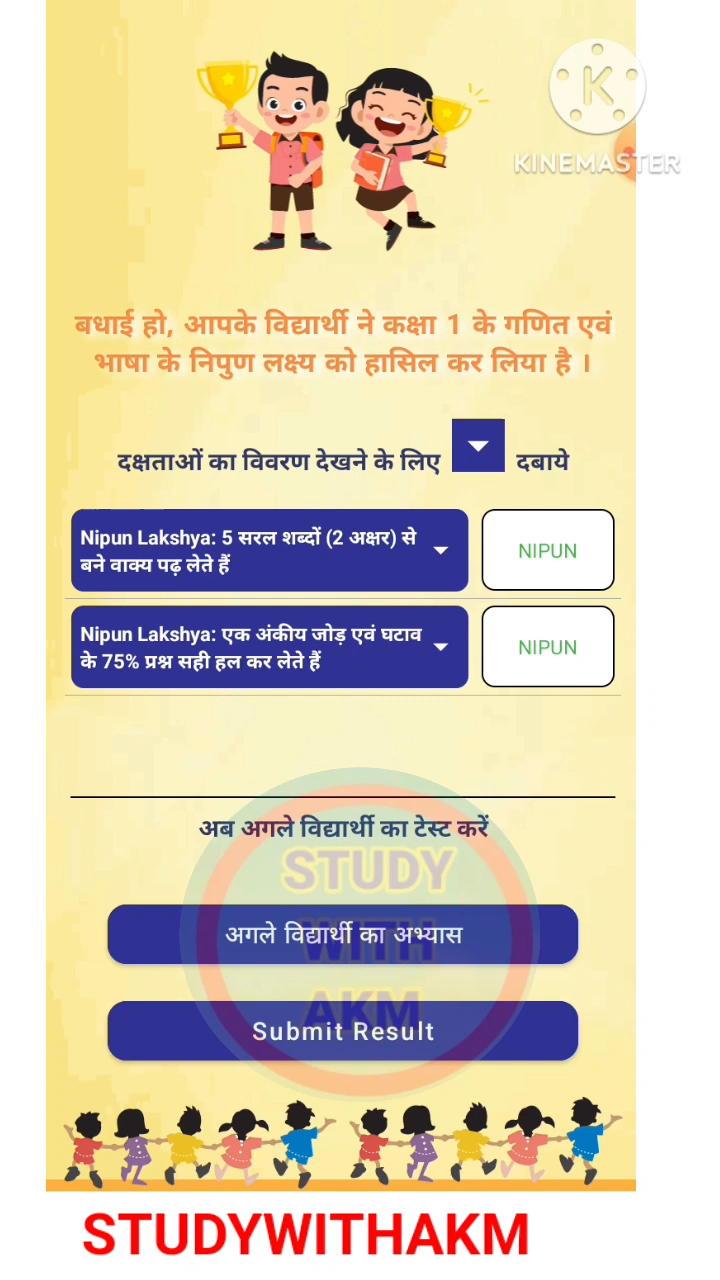 KINEMASTER
बधाई हो, आपके विद्यार्थी ने कक्षा 1 के गणित एवं
भाषा के निपुण लक्ष्य को हासिल कर लिया है ।
दक्षताओं का विवरण देखने के लिए दबाये
Nipun Lakshya: 5 सरल शब्दों (2 अक्षर) से
बने वाक्य पढ़ लेते हैं
NIPUN
Nipun Lakshya: एक अंकीय जोड़ एवं घटाव
के 75% प्रश्न सही हल कर लेते हैं
NIPUN
अब अगले विद्यार्थी का टेस्ट करें
STUDY
अगले विद्यार्थी का अभ्यास
WITH
AKM
Submit Result
STUDYWITHAKM